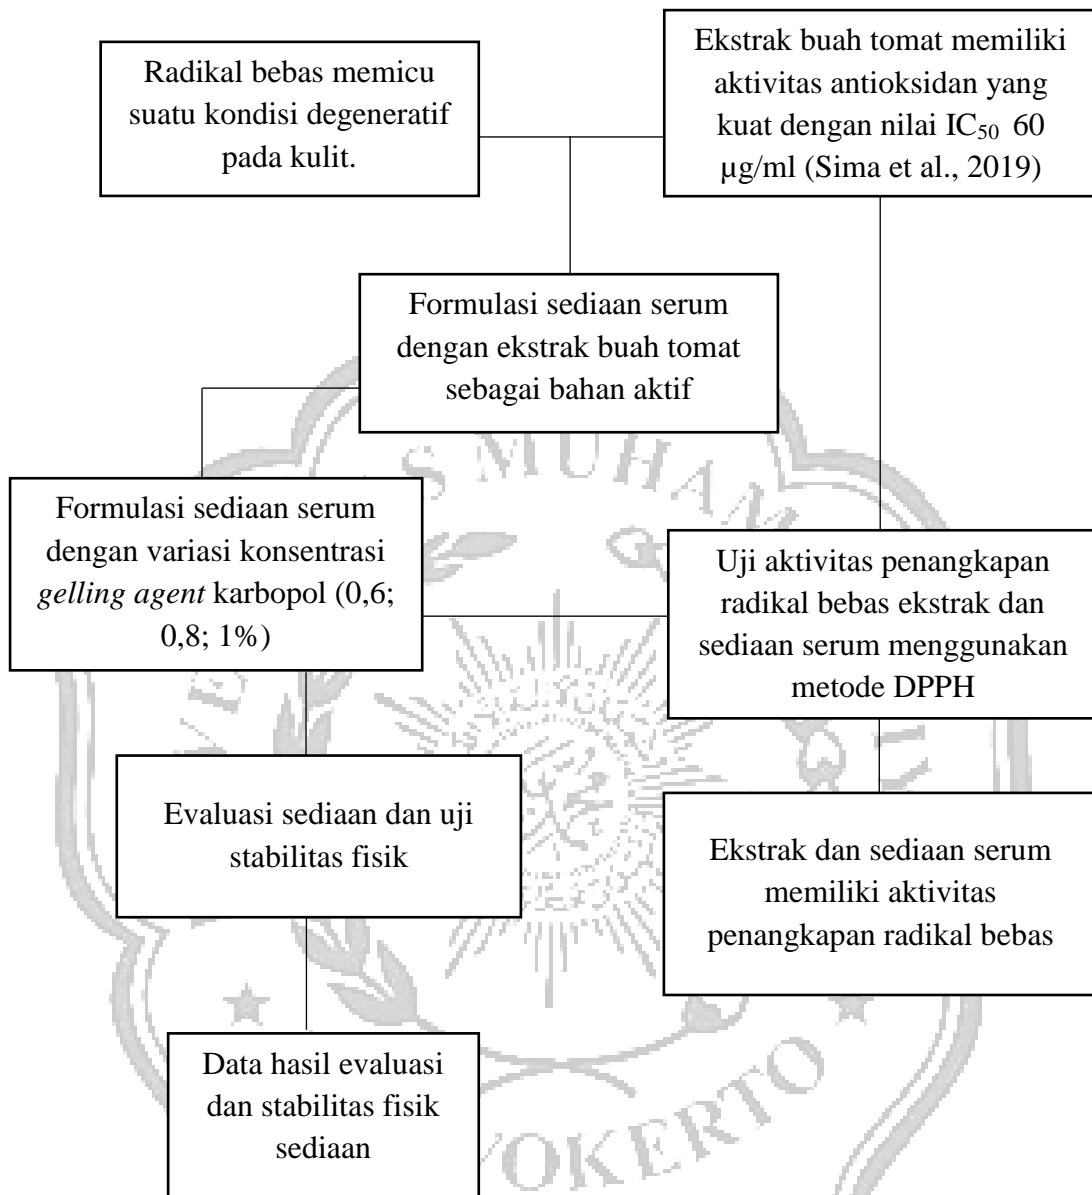 Radikal bebas memicu
suatu kondisi degeneratif
pada kulit.
Ekstrak buah tomat memiliki
aktivitas antioksidan yang
kuat dengan nilai IC₅₀ 60
µg/ml (Sima et al., 2019)
Formulasi sediaan serum
dengan ekstrak buah tomat
sebagai bahan aktif
Formulasi sediaan serum
dengan variasi konsentrasi
gelling agent karbopol (0,6;
0,8; 1%)
Uji aktivitas penangkapan
radikal bebas ekstrak dan
sediaan serum menggunakan
metode DPPH
Evaluasi sediaan dan uji
stabilitas fisik
Ekstrak dan sediaan serum
memiliki aktivitas
penangkapan radikal bebas
Data hasil evaluasi
dan stabilitas fisik
sediaan